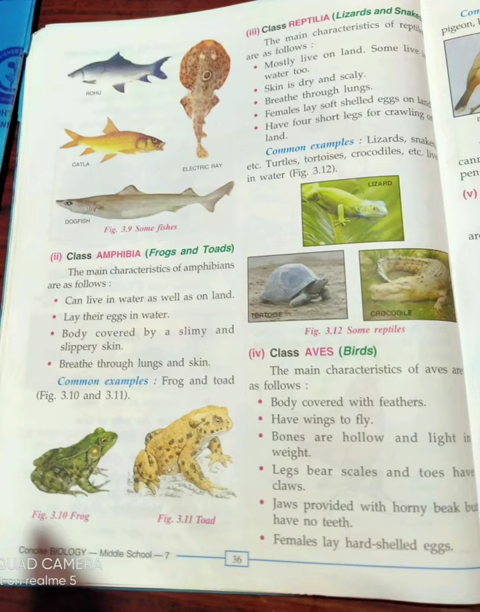 ROHU
CATLA
ELECTRIC RAY
DOGFISH
Fig. 3.9 Some fishes
(ii) Class AMPHIBIA (Frogs and Toads)
The main characteristics of amphibians
are as follows :
• Can live in water as well as on land.
• Lay their eggs in water.
• Body covered by a slimy and
slippery skin.
• Breathe through lungs and skin.
Common examples : Frog and toad
(Fig. 3.10 and 3.11).
Fig. 3.10 Frog
Fig. 3.11 Toad
(iii) Class REPTILIA (Lizards and
The main characteristics of
are as follows :
• Mostly live on land. Some live
water too.
• Skin is dry and scaly.
• Breathe through lungs.
• Females lay soft shelled eggs on
• Have four short legs for crawling
land.
Common examples : Lizards,
etc. Turtles, tortoises, crocodiles, etc.
in water (Fig. 3.12).
LIZARD
TORTOISE
CROCODILE
Fig. 3.12 Some reptiles
(iv) Class AVES (Birds)
The main characteristics of aves are
as follows :
• Body covered with feathers.
• Have wings to fly.
• Bones are hollow and light in
weight.
• Legs bear scales and toes have
claws.
• Jaws provided with horny beak but
have no teeth.
• Females lay hard-shelled eggs.
Concise BIOLOGY — Middle School — 7
36
pigeon,
pen
(v)
QUAD CAMERA
on realme 5